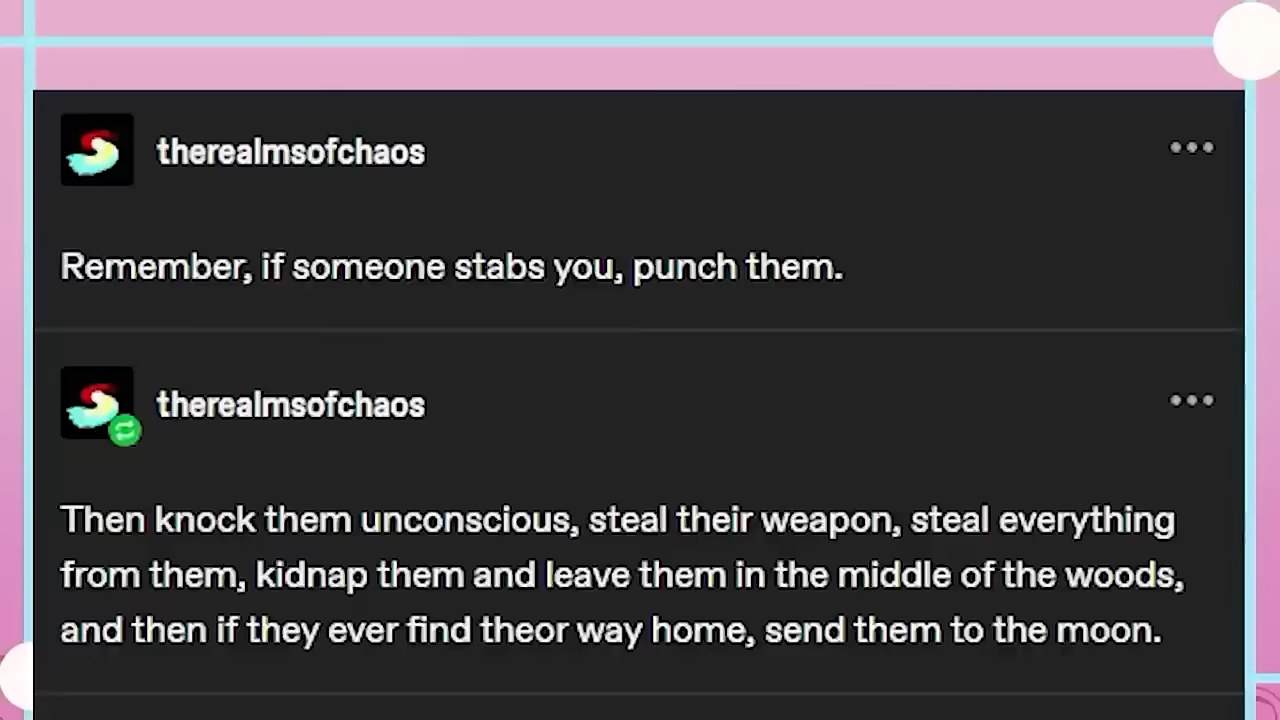 therealmsofchaos
Remember, if someone stabs you, punch them.
therealmsofchaos
Then knock them unconscious, steal their weapon, steal everything
from them, kidnap them and leave them in the middle of the woods,
and then if they ever find theor way home, send them to the moon.